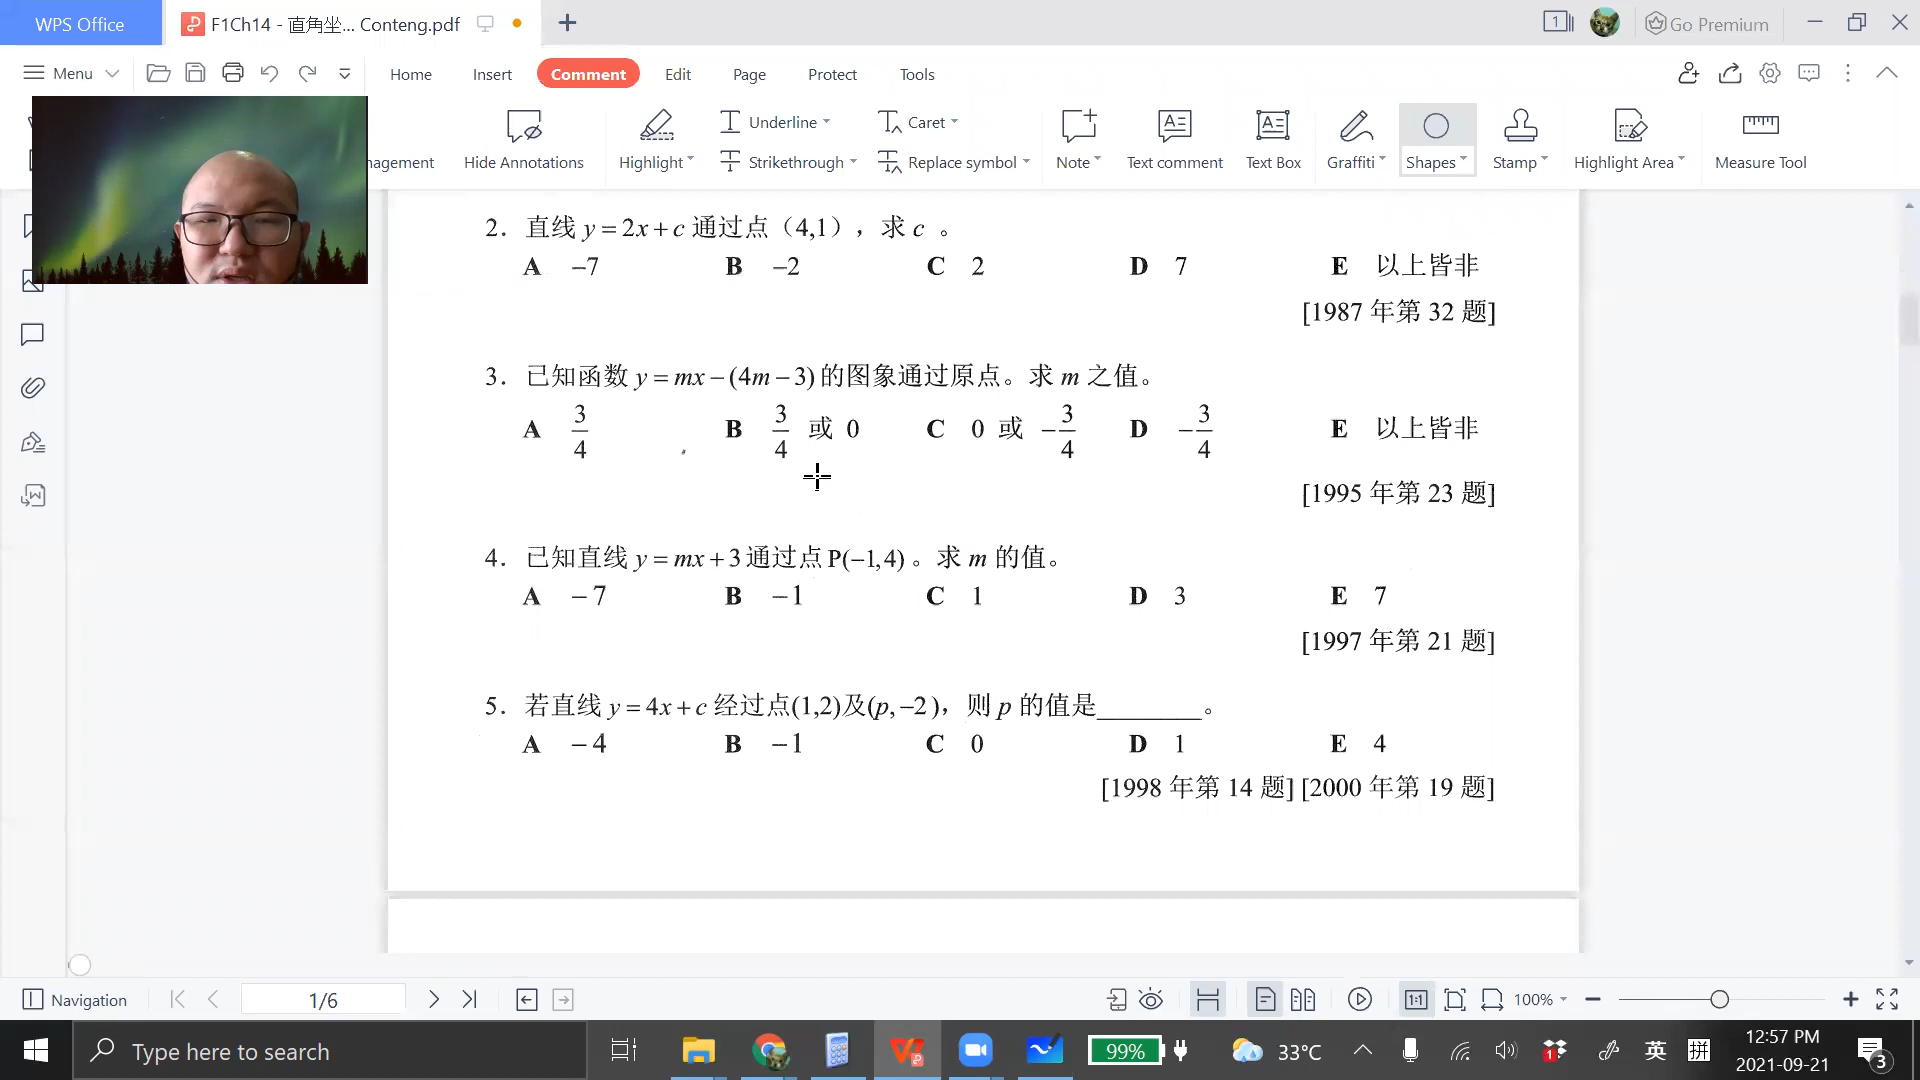 WPS Office
F1Ch14 - 直角坐... Conteng.pdf
1
Go Premium
Menu
Home Insert Comment Edit Page Protect Tools
nagement
Hide Annotations
Highlight
Underline
Strikethrough
Caret
Replace symbol
Note
Text comment
Text Box
Graffiti
Shapes
Stamp
Highlight Area
Measure Tool
2. 直线 y = 2x + c 通过点（4,1），求 c 。
A −7 B −2 C 2 D 7 E 以上皆非
[1987 年第 32 题]
3. 已知函数 y = mx − (4m − 3) 的图象通过原点。求 m 之值。
A 3/4 B 3/4 或 0 C 0 或 −3/4 D −3/4 E 以上皆非
[1995 年第 23 题]
4. 已知直线 y = mx + 3 通过点 P(−1, 4) 。求 m 的值。
A − 7 B −1 C 1 D 3 E 7
[1997 年第 21 题]
5. 若直线 y = 4x + c 经过点(1,2)及(p, −2 )，则 p 的值是________。
A − 4 B −1 C 0 D 1 E 4
[1998 年第 14 题] [2000 年第 19 题]
Navigation 1/6 1:1 100%
Type here to search 99% 33°C 1 英 拼 12:57 PM
2021-09-21 3